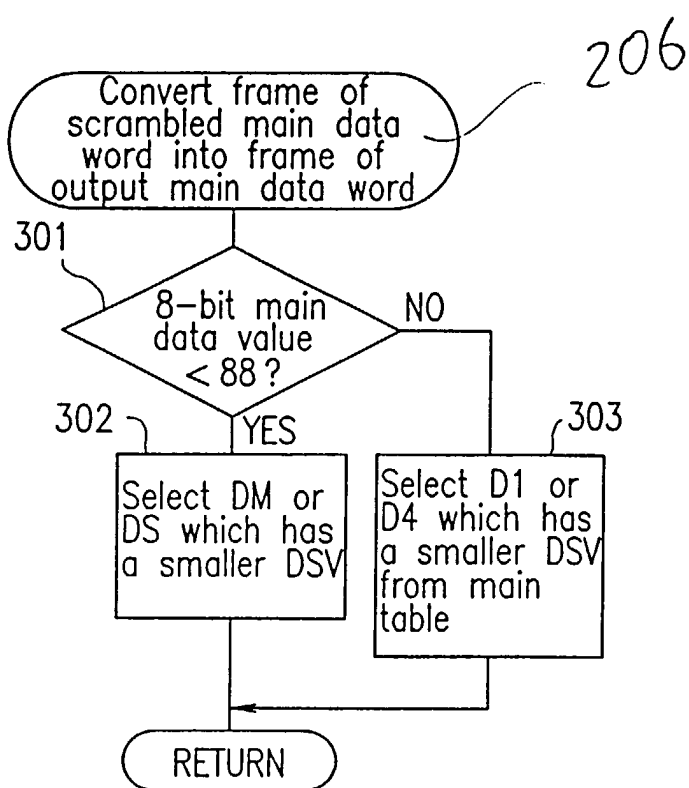 206
Convert frame of
scrambled main data
word into frame of
output main data word
301
8-bit main
data value
< 88 ?
NO
YES
302
Select DM or
DS which has
a smaller DSV
303
Select D1 or
D4 which has
a smaller DSV
from main
table
RETURN